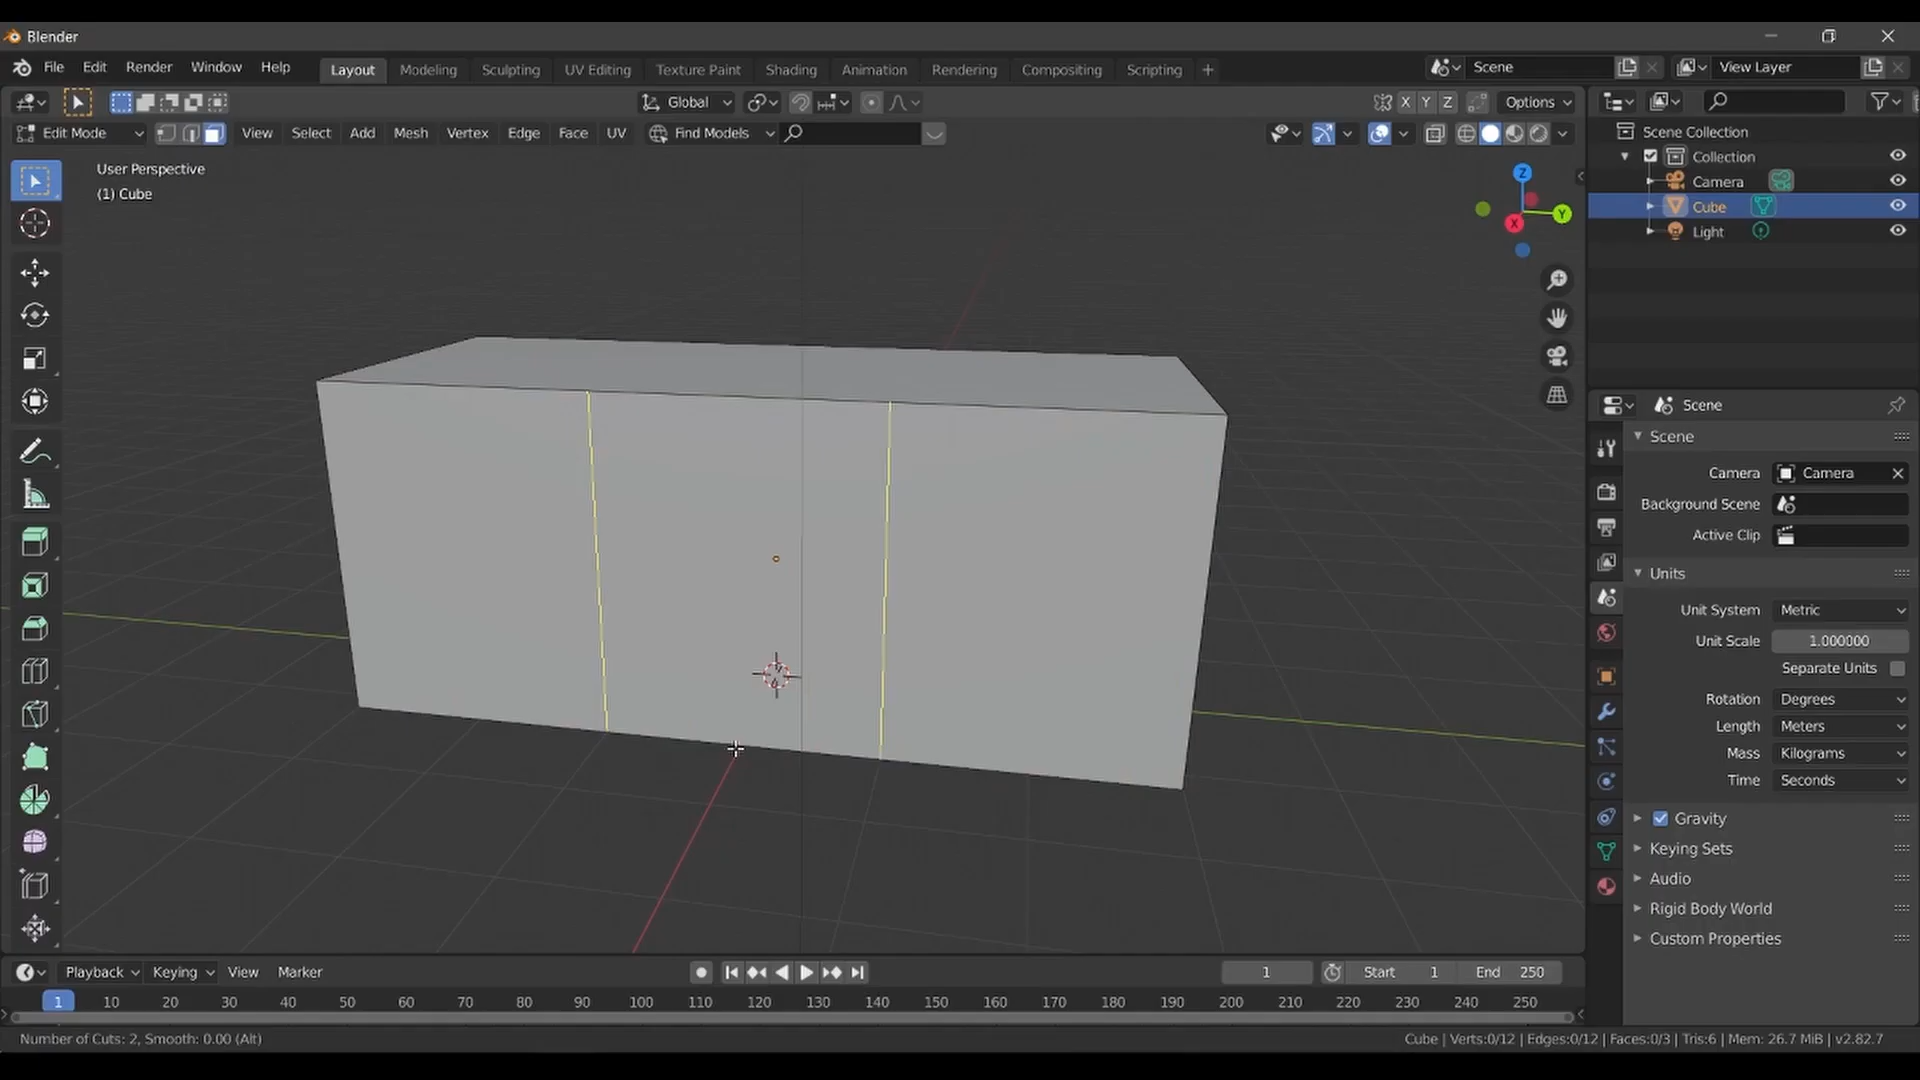 Blender
File Edit Render Window Help Layout Modeling Sculpting UV Editing Texture Paint Shading Animation Rendering Compositing Scripting + Scene View Layer
Global X Y Z Options
Edit Mode View Select Add Mesh Vertex Edge Face UV Find Models
Scene Collection
Collection
Camera
Cube
Light
User Perspective
(1) Cube
Z
Y
X
Scene
Scene
Camera Camera
Background Scene
Active Clip
Units
Unit System Metric
Unit Scale 1.000000
Separate Units
Rotation Degrees
Length Meters
Mass Kilograms
Time Seconds
Gravity
Keying Sets
Audio
Rigid Body World
Custom Properties
Playback Keying View Marker 1 Start 1 End 250
1 10 20 30 40 50 60 70 80 90 100 110 120 130 140 150 160 170 180 190 200 210 220 230 240 250
Number of Cuts: 2, Smooth: 0.00 (Alt) Cube | Verts:0/12 | Edges:0/12 | Faces:0/3 | Tris:6 | Mem: 26.7 MiB | v2.82.7